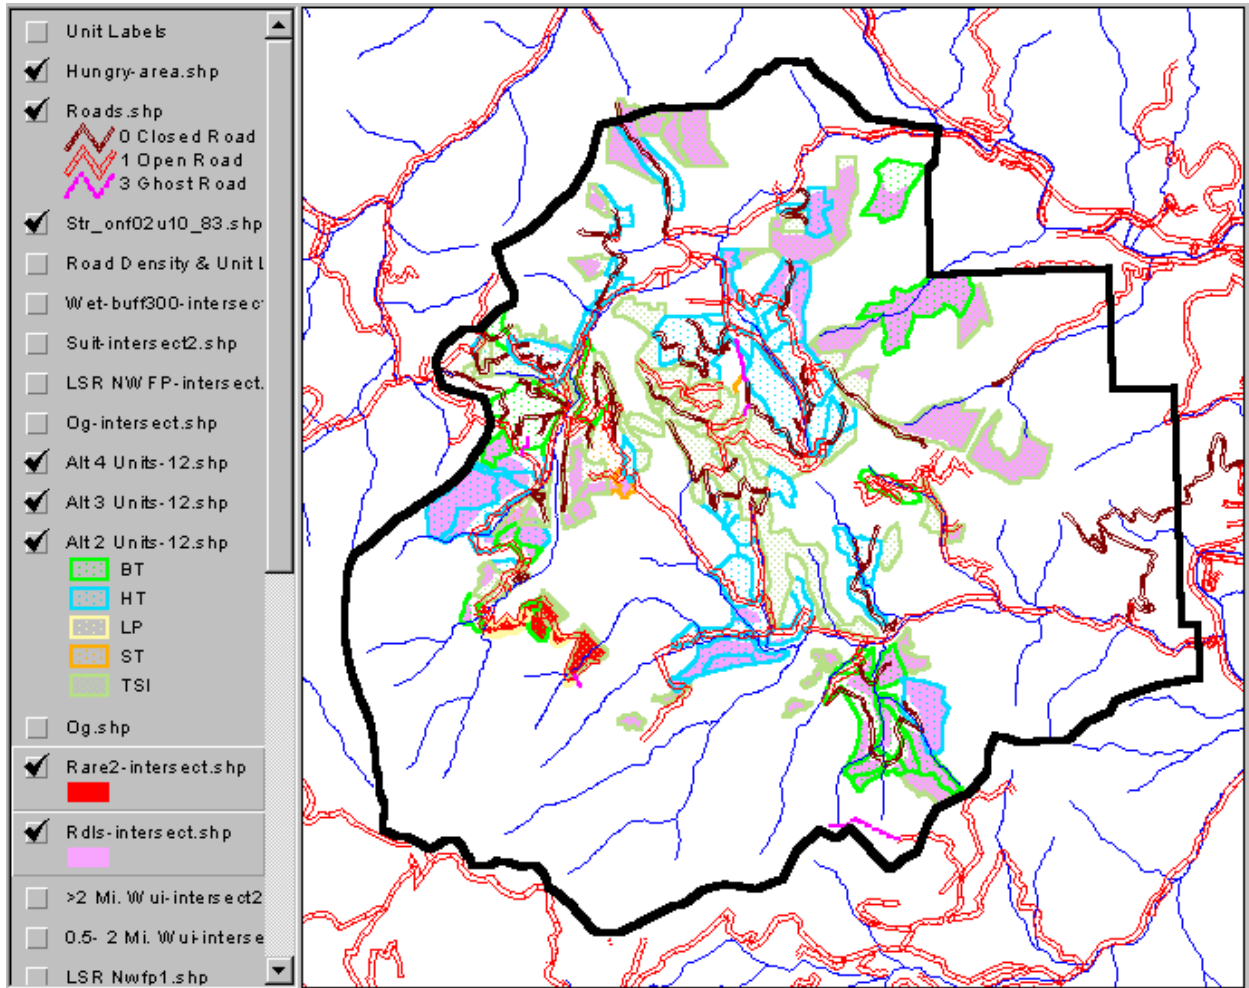 Unit Labels
Hungry-area.shp
Roads.shp
0 Closed Road
1 Open Road
3 Ghost Road
Str_onf02u10_83.shp
Road Density & Unit L
Wet-buff300-intersec
Suit-intersect2.shp
LSR NWFP-intersect.
Og-intersect.shp
Alt 4 Units-12.shp
Alt 3 Units-12.shp
Alt 2 Units-12.shp
BT
HT
LP
ST
TSI
Og.shp
Rare2-intersect.shp
Rdls-intersect.shp
>2 Mi. Wui-intersect2
0.5- 2 Mi. Wui-interse
LSR Nwfp1.shp